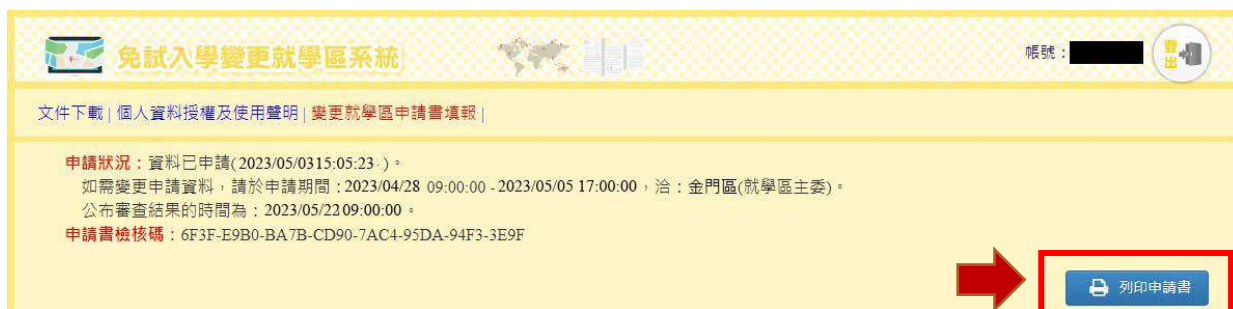 免試入學變更就學區系統
帳號：
登出
文件下載 | 個人資料授權及使用聲明 | 變更就學區申請書填報 |
申請狀況：資料已申請(2023/05/0315:05:23 )。
如需變更申請資料，請於申請期間：2023/04/28 09:00:00 - 2023/05/05 17:00:00，洽：金門區(就學區主委)。
公布審查結果的時間為：2023/05/2209:00:00。
申請書檢核碼：6F3F-E9B0-BA7B-CD90-7AC4-95DA-94F3-3E9F
列印申請書